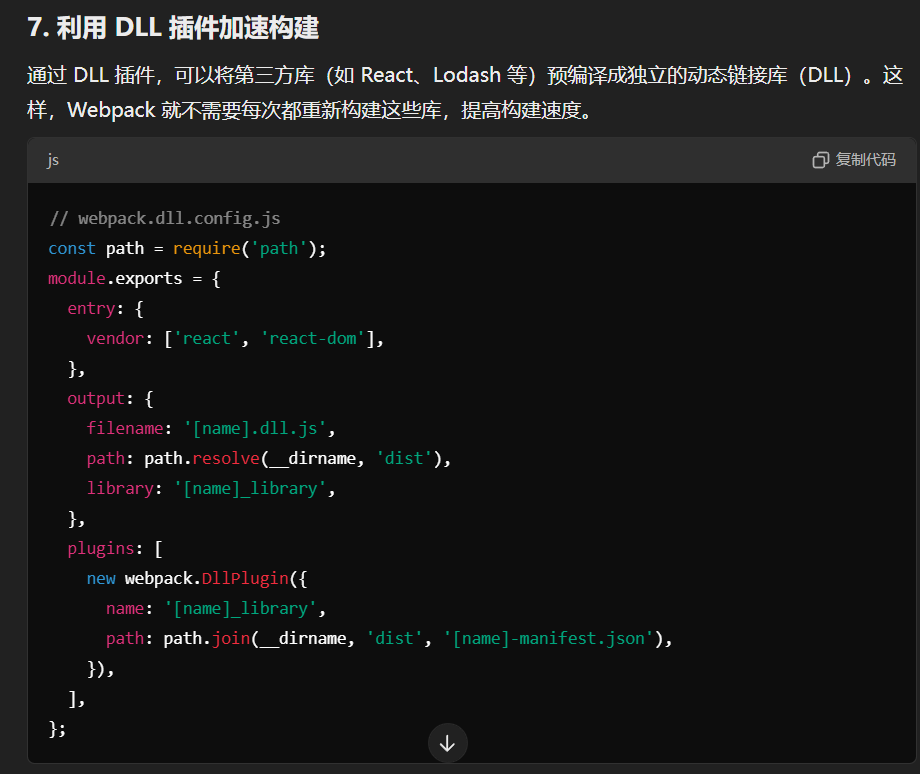 7. 利用 DLL 插件加速构建
通过 DLL 插件，可以将第三方库（如 React、Lodash 等）预编译成独立的动态链接库（DLL）。这
样，Webpack 就不需要每次都重新构建这些库，提高构建速度。
js 复制代码
// webpack.dll.config.js
const path = require('path');
module.exports = {
  entry: {
    vendor: ['react', 'react-dom'],
  },
  output: {
    filename: '[name].dll.js',
    path: path.resolve(__dirname, 'dist'),
    library: '[name]_library',
  },
  plugins: [
    new webpack.DllPlugin({
      name: '[name]_library',
      path: path.join(__dirname, 'dist', '[name]-manifest.json'),
    }),
  ],
};